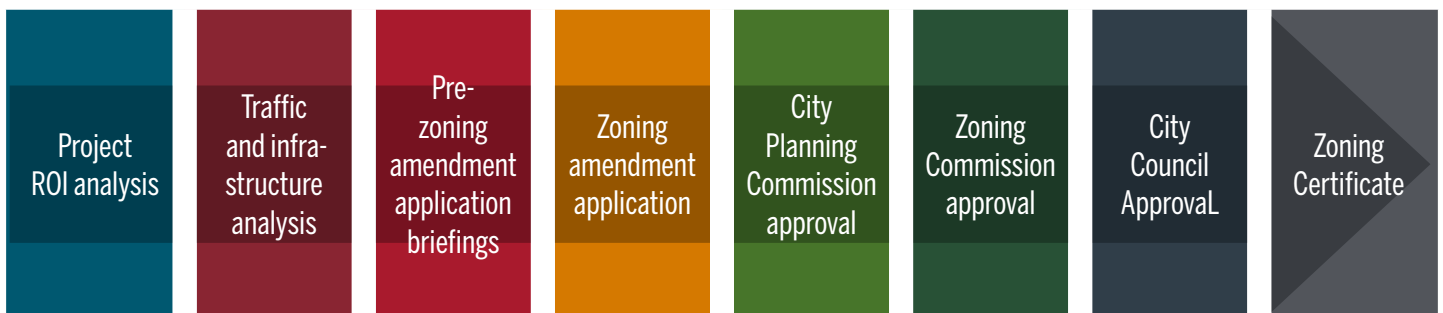 Project
ROI analysis
Traffic
and infra-
structure
analysis
Pre-
zoning
amendment
application
briefings
Zoning
amendment
application
City
Planning
Commission
approval
Zoning
Commission
approval
City
Council
ApprovaL
Zoning
Certificate